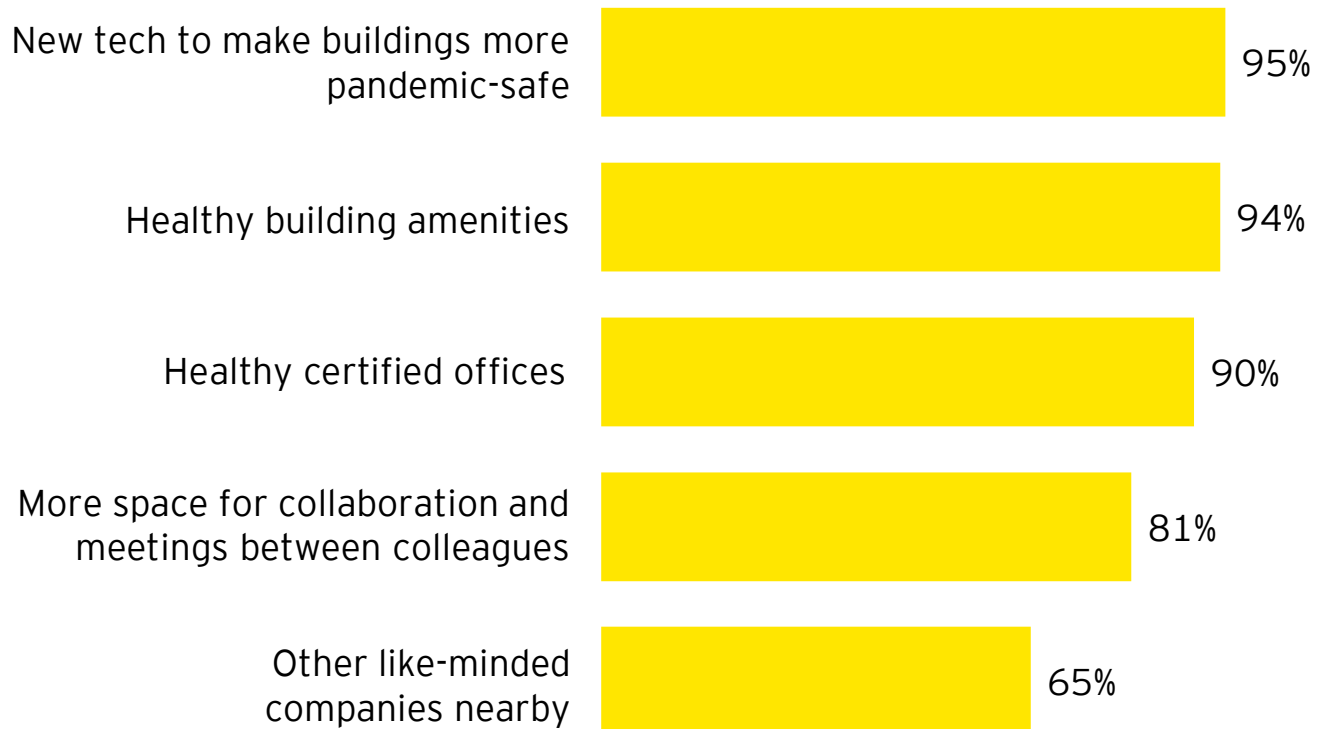 New tech to make buildings more
pandemic-safe
95%
Healthy building amenities
94%
Healthy certified offices
90%
More space for collaboration and
meetings between colleagues
81%
Other like-minded
companies nearby
65%